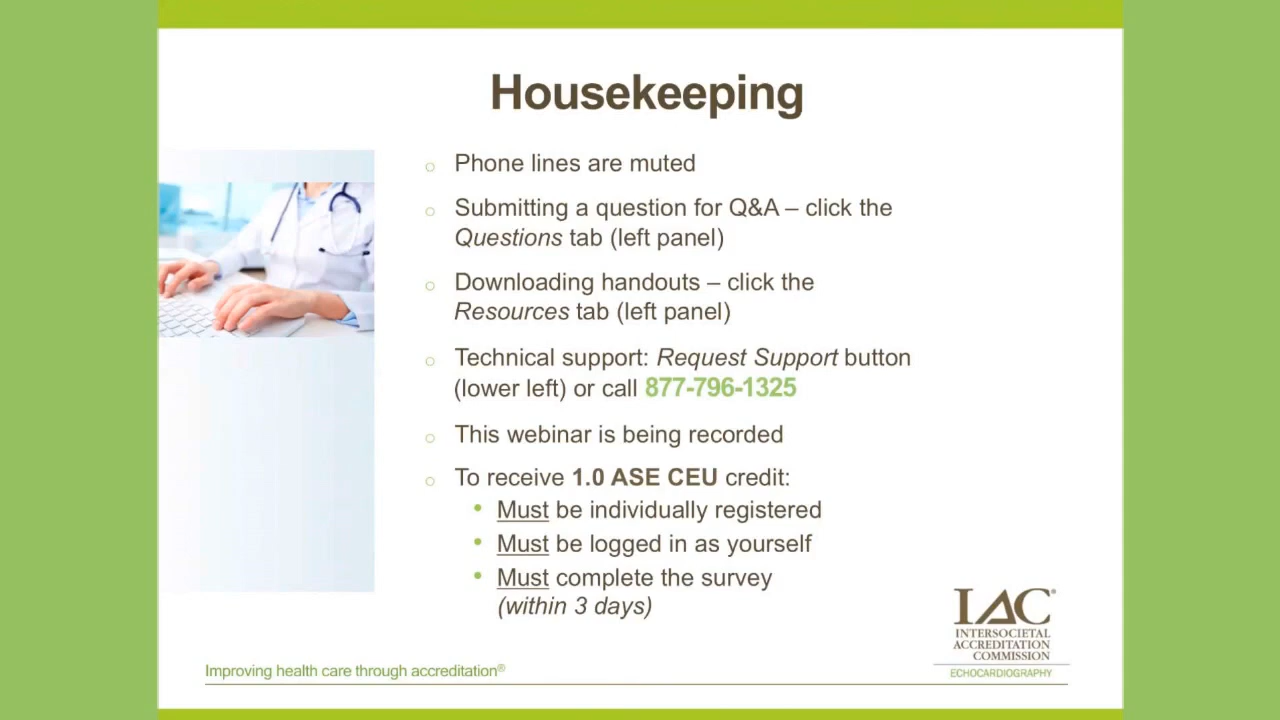 Housekeeping
Phone lines are muted
Submitting a question for Q&A – click the
Questions tab (left panel)
Downloading handouts – click the
Resources tab (left panel)
Technical support: Request Support button
(lower left) or call 877-796-1325
This webinar is being recorded
To receive 1.0 ASE CEU credit:
Must be individually registered
Must be logged in as yourself
Must complete the survey
(within 3 days)
IAC®
INTERSOCIETAL
ACCREDITATION
COMMISSION
ECHOCARDIOGRAPHY
Improving health care through accreditation®